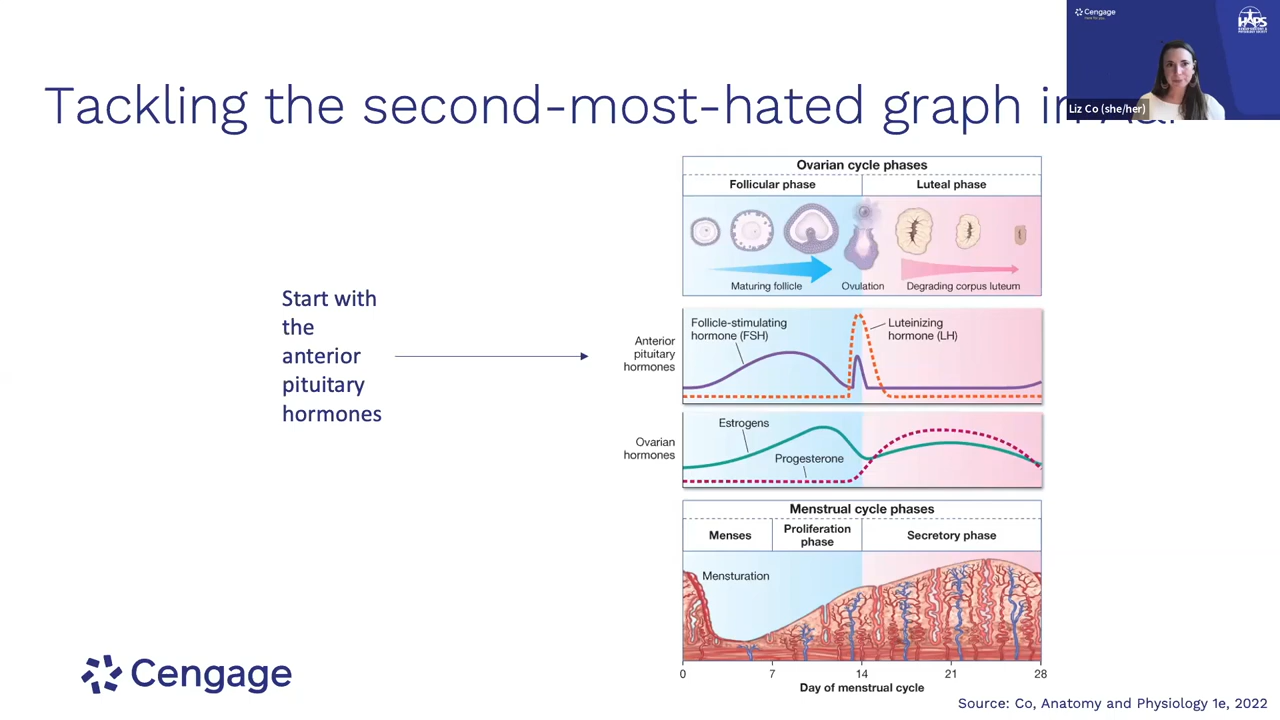 Cengage
HAPS
Liz Co (she/her)
Tackling the second-most-hated graph in
Start with
the
anterior
pituitary
hormones
Ovarian cycle phases
Follicular phase
Luteal phase
Maturing follicle
Ovulation
Degrading corpus luteum
Anterior
pituitary
hormones
Follicle-stimulating
hormone (FSH)
Luteinizing
hormone (LH)
Ovarian
hormones
Estrogens
Progesterone
Menstrual cycle phases
Menses
Proliferation
phase
Secretory phase
Mensturation
0 7 14 21 28
Day of menstrual cycle
Cengage
Source: Co, Anatomy and Physiology 1e, 2022